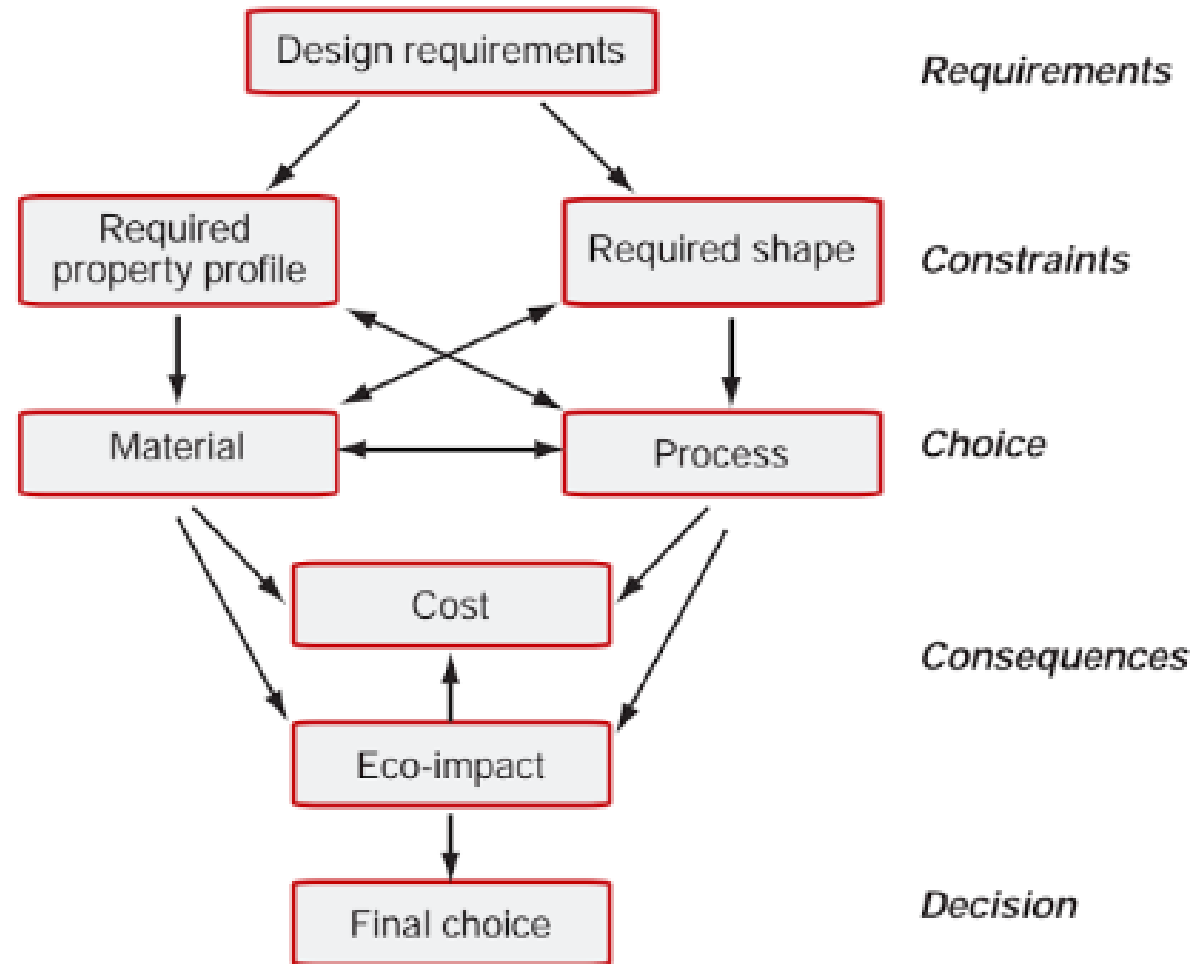 Design requirements
Requirements
Required
property profile
Required shape
Constraints
Material
Process
Choice
Cost
Consequences
Eco-impact
Final choice
Decision